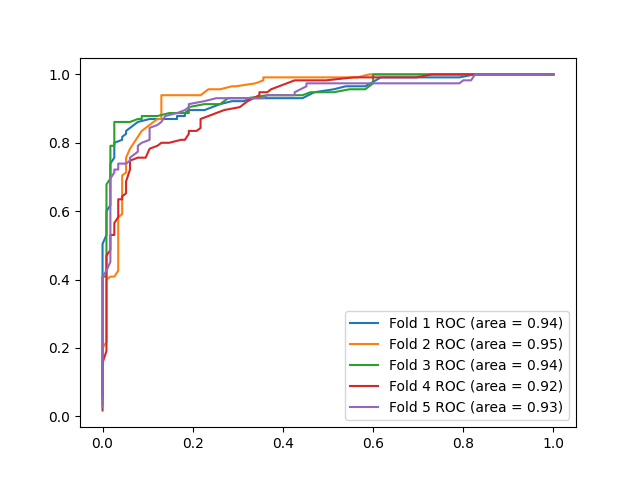 1.0
0.8
0.6
0.4
0.2
0.0
0.0 0.2 0.4 0.6 0.8 1.0
Fold 1 ROC (area = 0.94)
Fold 2 ROC (area = 0.95)
Fold 3 ROC (area = 0.94)
Fold 4 ROC (area = 0.92)
Fold 5 ROC (area = 0.93)